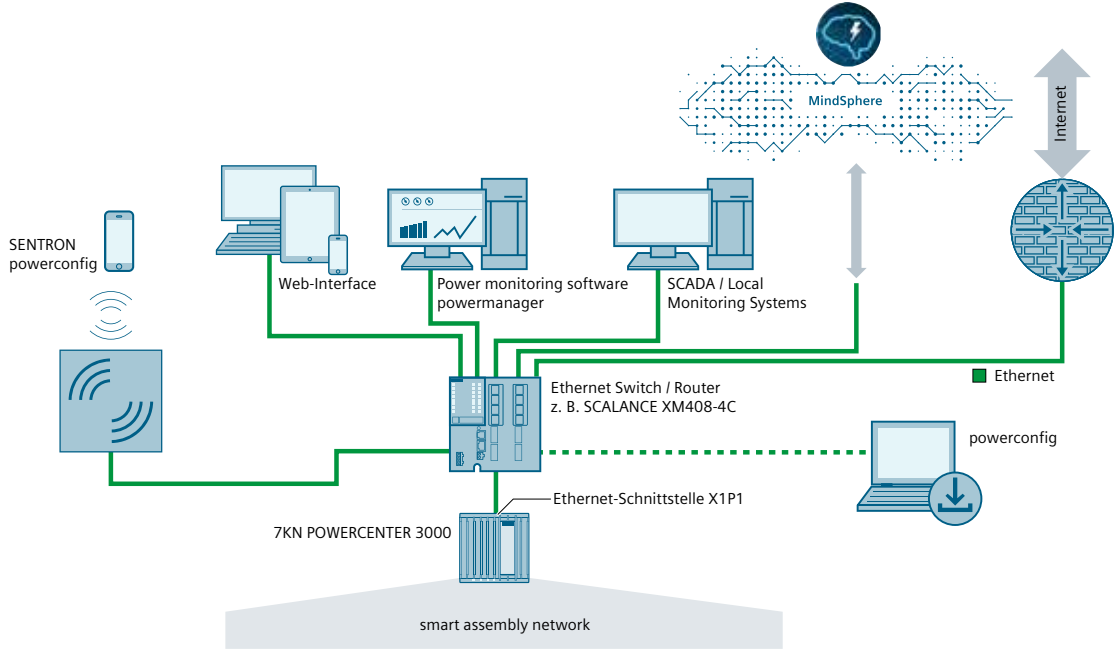 MindSphere
Internet
SENTRON
powerconfig
Web-Interface
Power monitoring software
powermanager
SCADA / Local
Monitoring Systems
Ethernet
Ethernet Switch / Router
z. B. SCALANCE XM408-4C
powerconfig
Ethernet-Schnittstelle X1P1
7KN POWERCENTER 3000
smart assembly network